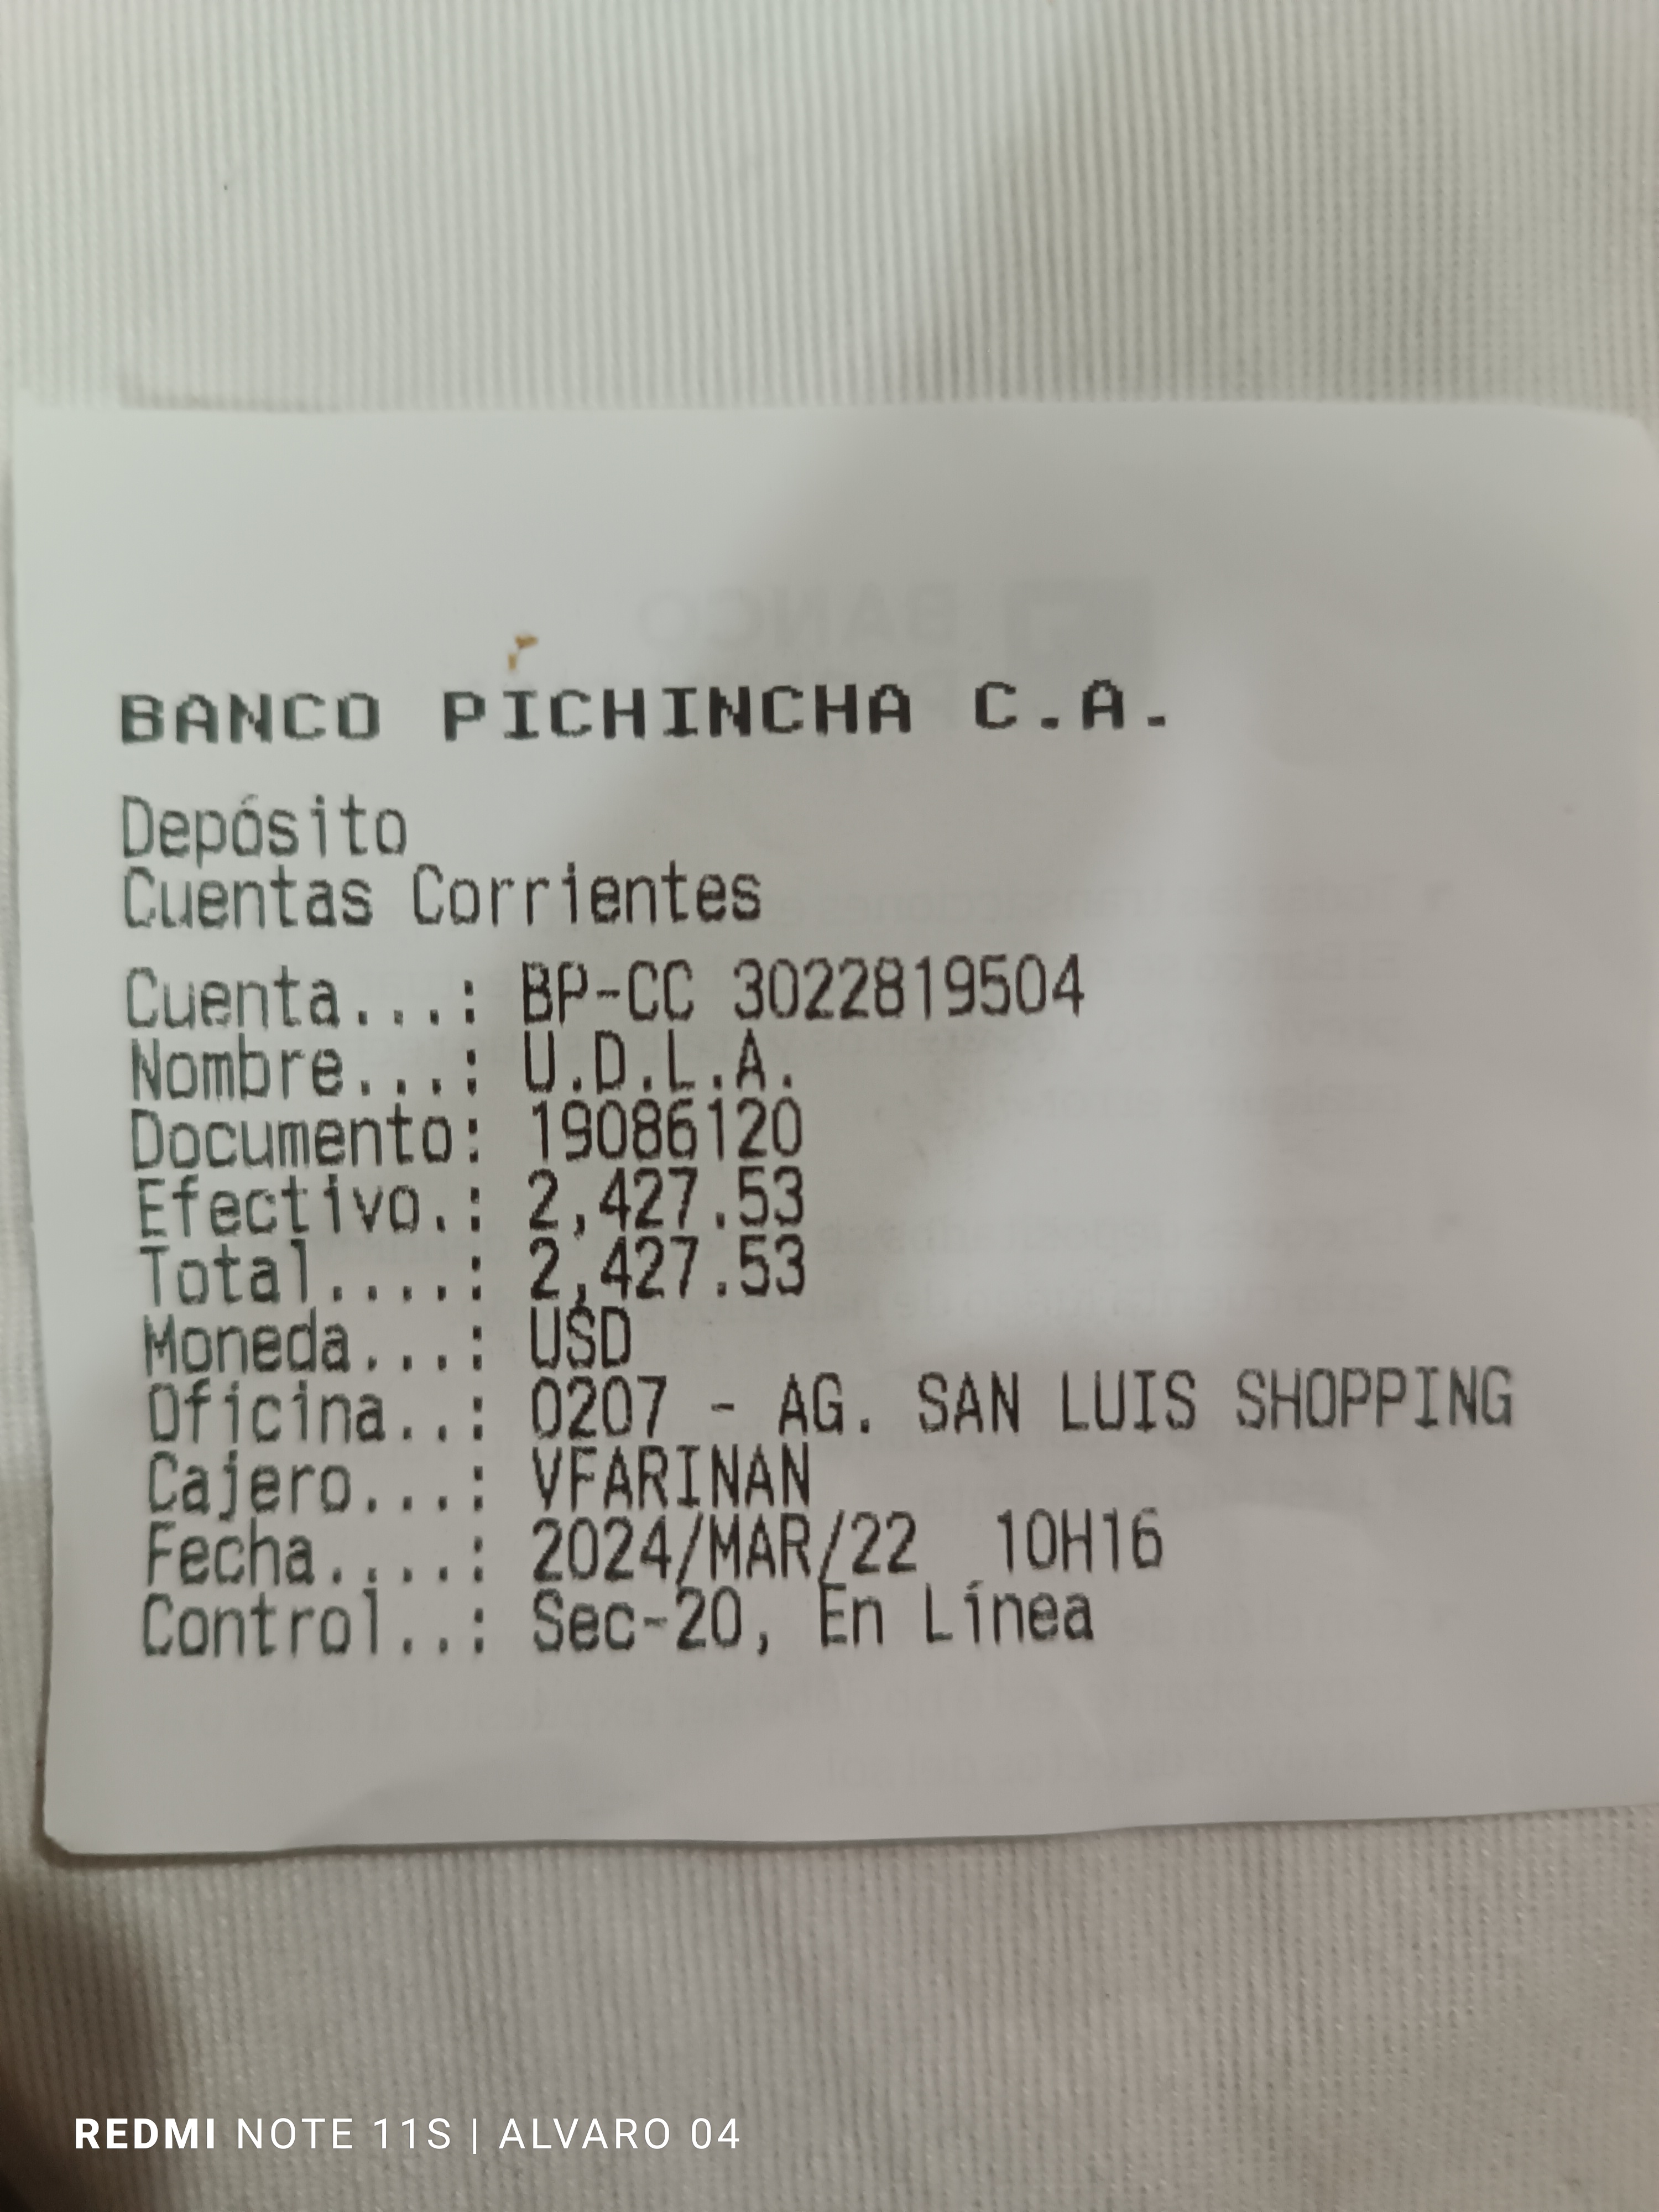 BANCO
BANCO PICHINCHA C.A.
Depósito
Cuentas Corrientes
Cuenta...: BP-CC 3022819504
Nombre...: U.D.L.A.
Documento: 19086120
Efectivo.: 2,427.53
Total....: 2,427.53
Moneda...: USD
Oficina..: 0207 - AG. SAN LUIS SHOPPING
Cajero...: VFARINAN
Fecha....: 2024/MAR/22  10H16
Control..: Sec-20, En Línea
REDMI NOTE 11S | ALVARO 04